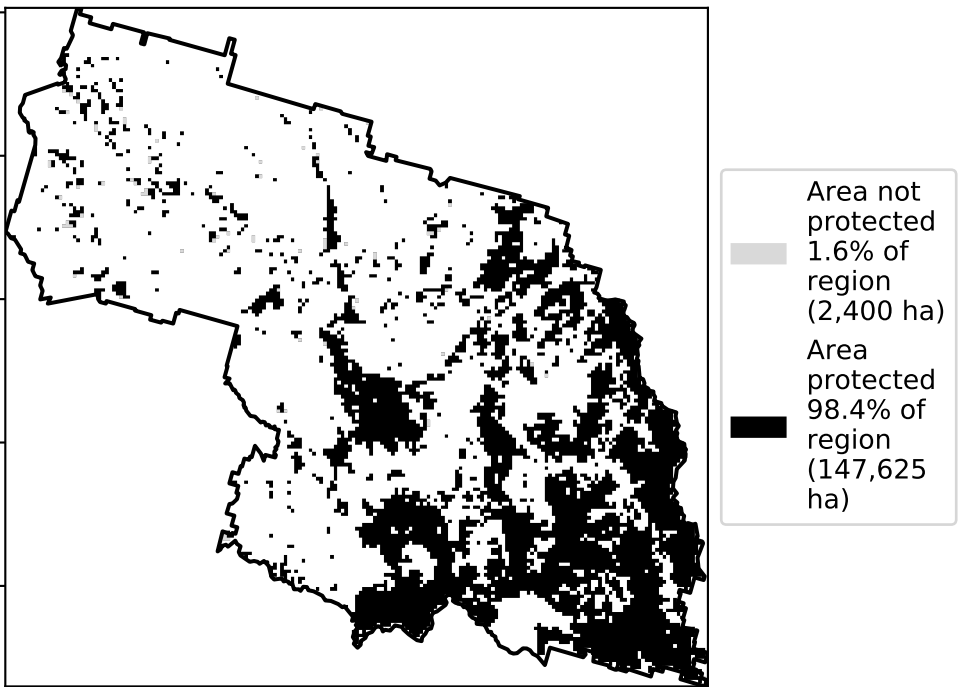 Area not
protected
1.6% of
region
(2,400 ha)
Area
protected
98.4% of
region
(147,625
ha)